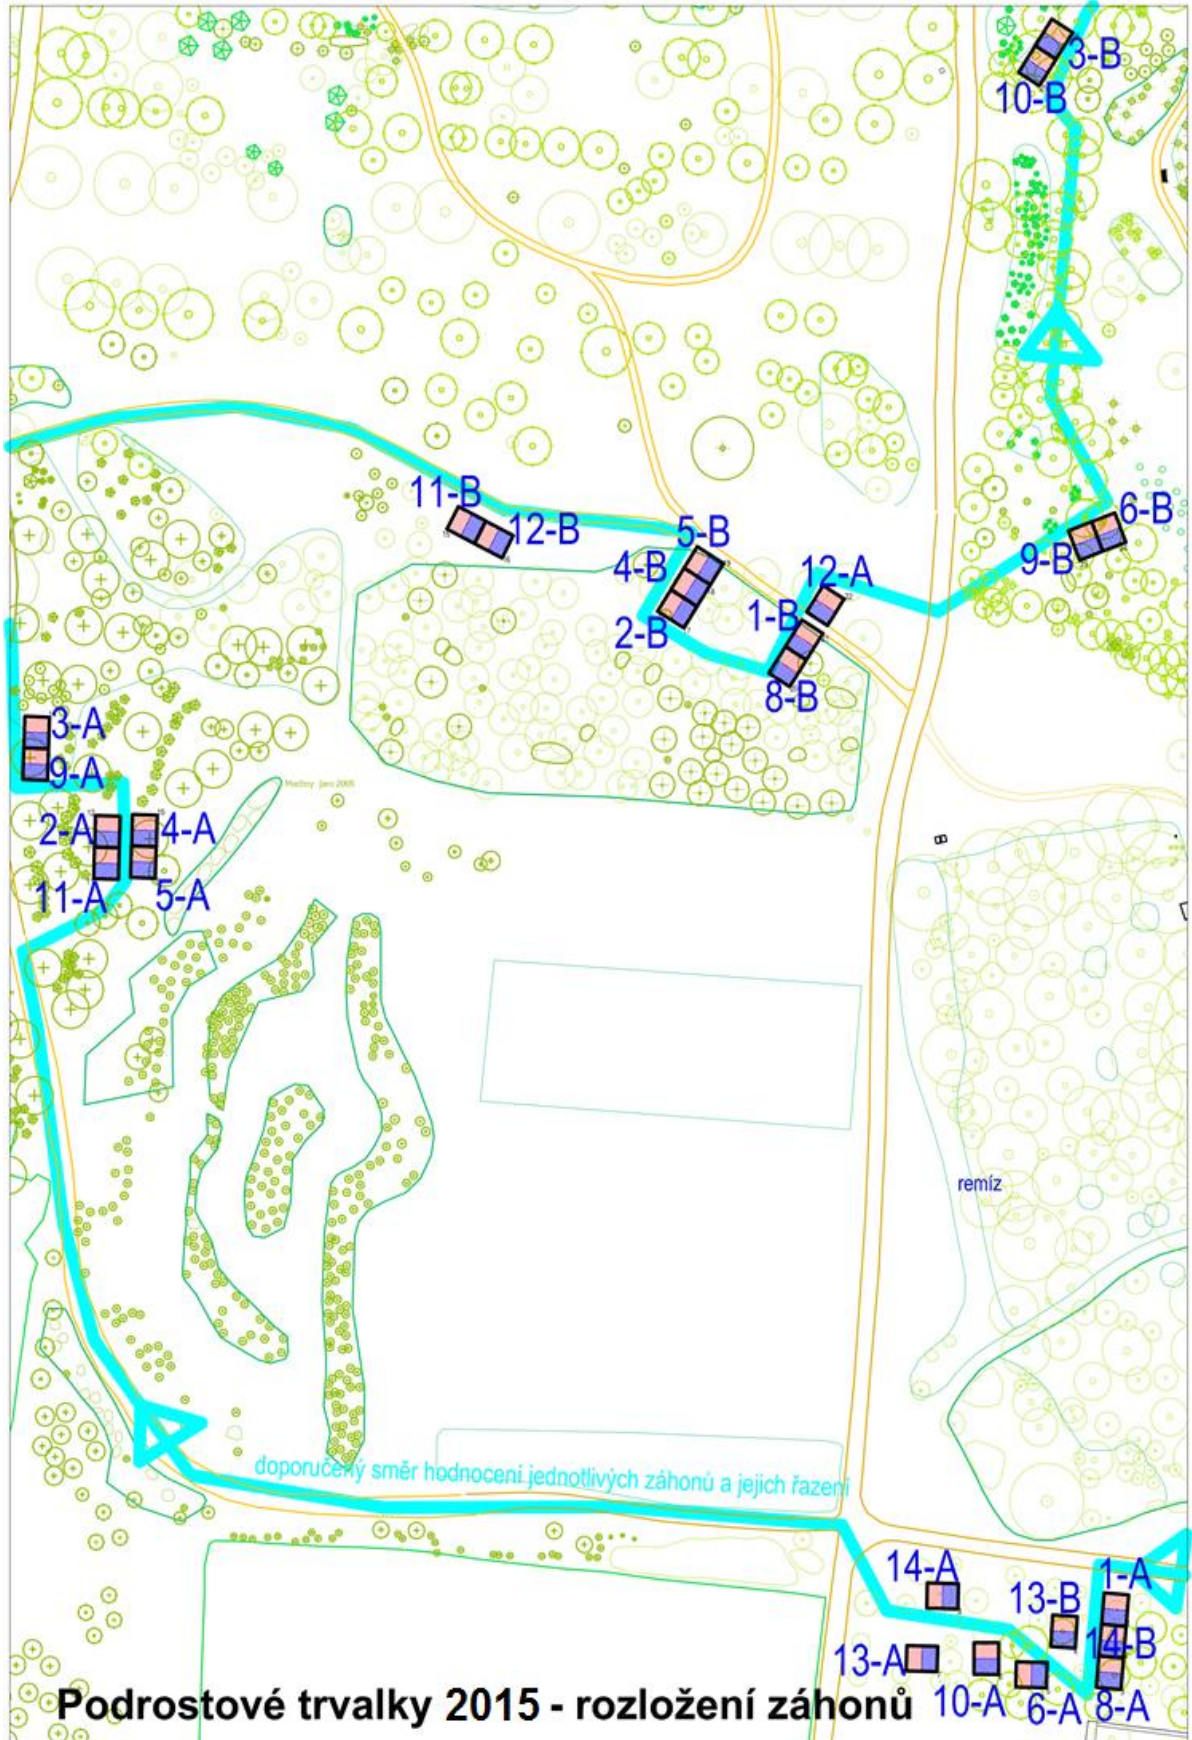 3-B
10-B
11-B
12-B
5-B
4-B
2-B
12-A
1-B
8-B
6-B
9-B
3-A
9-A
2-A
4-A
11-A
5-A
remíz
doporučený směr hodnocení jednotlivých záhonů a jejich řazení
14-A
1-A
13-B
14-B
13-A
10-A
6-A
8-A
Podrostové trvalky 2015 - rozložení záhonů